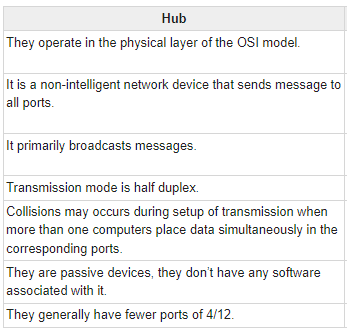 Hub
They operate in the physical layer of the OSI model.
It is a non-intelligent network device that sends message to
all ports.
It primarily broadcasts messages.
Transmission mode is half duplex.
Collisions may occurs during setup of transmission when
more than one computers place data simultaneously in the
corresponding ports.
They are passive devices, they don't have any software
associated with it.
They generally have fewer ports of 4/12.